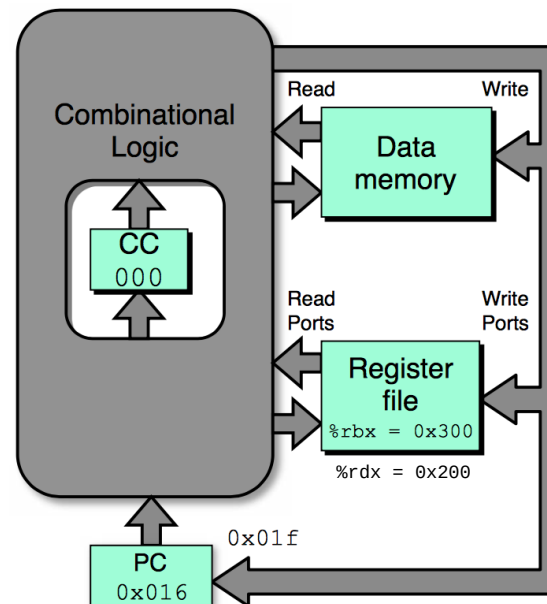 Combinational
Logic
CC
000
Read
Write
Data
memory
Read
Ports
Write
Ports
Register
file
%rbx = 0x300
%rdx = 0x200
0x01f
PC
0x016